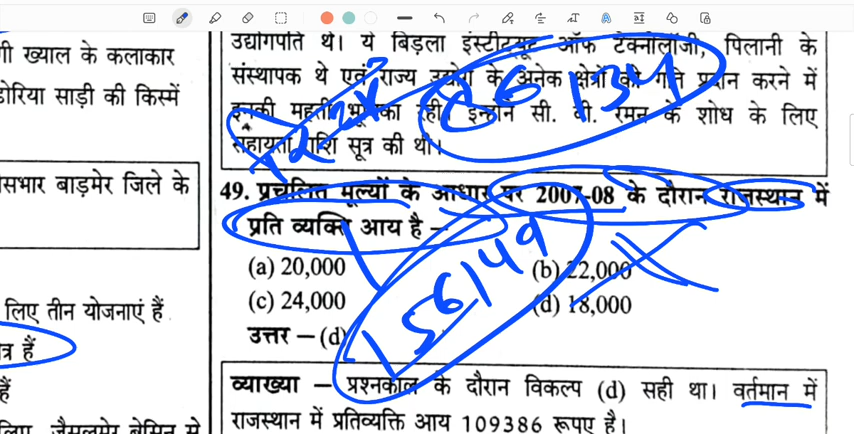 गी ख्याल के कलाकार
डोरिया साड़ी की किस्में
सभार बाड़मेर जिले के
लिए तीन योजनाएं हैं
त्र हैं
हैं
उद्योगपति थे। ये बिड़ला इंस्टीट्यूट ऑफ टेक्नोलॉजी, पिलानी के
संस्थापक थे एवं राज्य उद्योग के अनेक क्षेत्रों को गति प्रदान करने में
इनकी महती भूमिका रही। इन्होंने सी. वी. रमन के शोध के लिए
सहायता राशि सूत्र की थी।
86134
49. प्रचलित मूल्यों के आधार पर 2007-08 के दौरान राजस्थान में
प्रति व्यक्ति आय है –
(a) 20,000 (b) 22,000
(c) 24,000 (d) 18,000
156149
उत्तर – (d)
व्याख्या – प्रश्नकाल के दौरान विकल्प (d) सही था। वर्तमान में
राजस्थान में प्रतिव्यक्ति आय 109386 रूपए है।